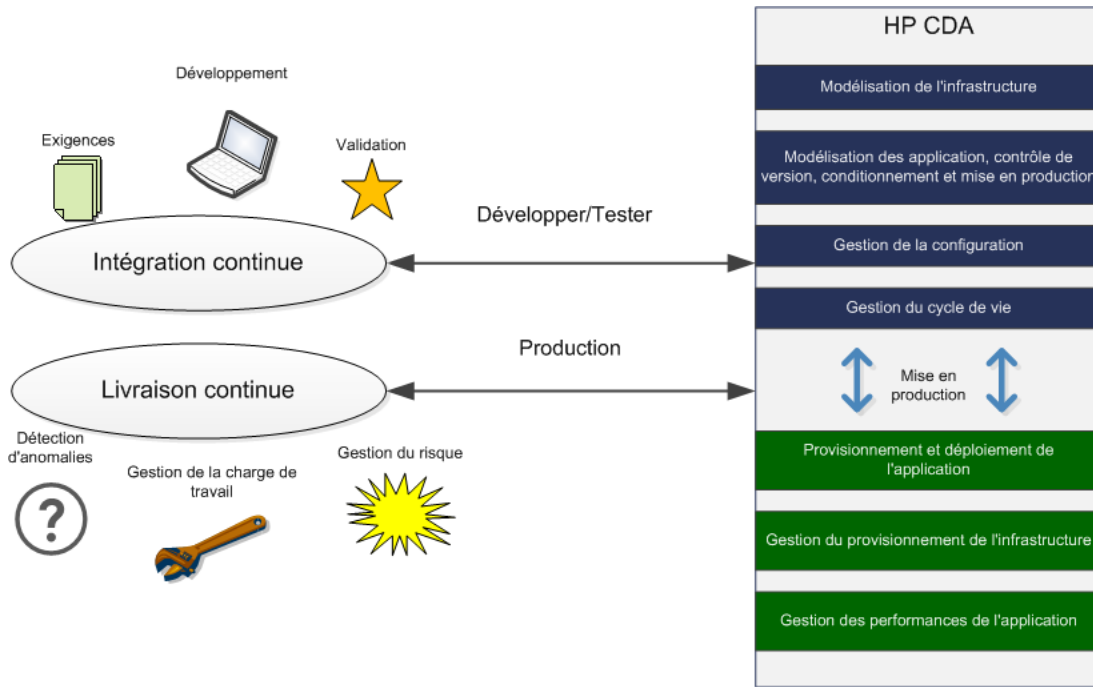 HP CDA
Développement
Exigences
Validation
Modélisation de l'infrastructure
Modélisation des application, contrôle de
version, conditionnement et mise en production
Développer/Tester
Intégration continue
Gestion de la configuration
Gestion du cycle de vie
Production
Livraison continue
Mise en
production
Détection
d'anomalies
Gestion de la charge de
travail
Gestion du risque
?
Provisionnement et déploiement de
l'application
Gestion du provisionnement de l'infrastructure
Gestion des performances de l'application